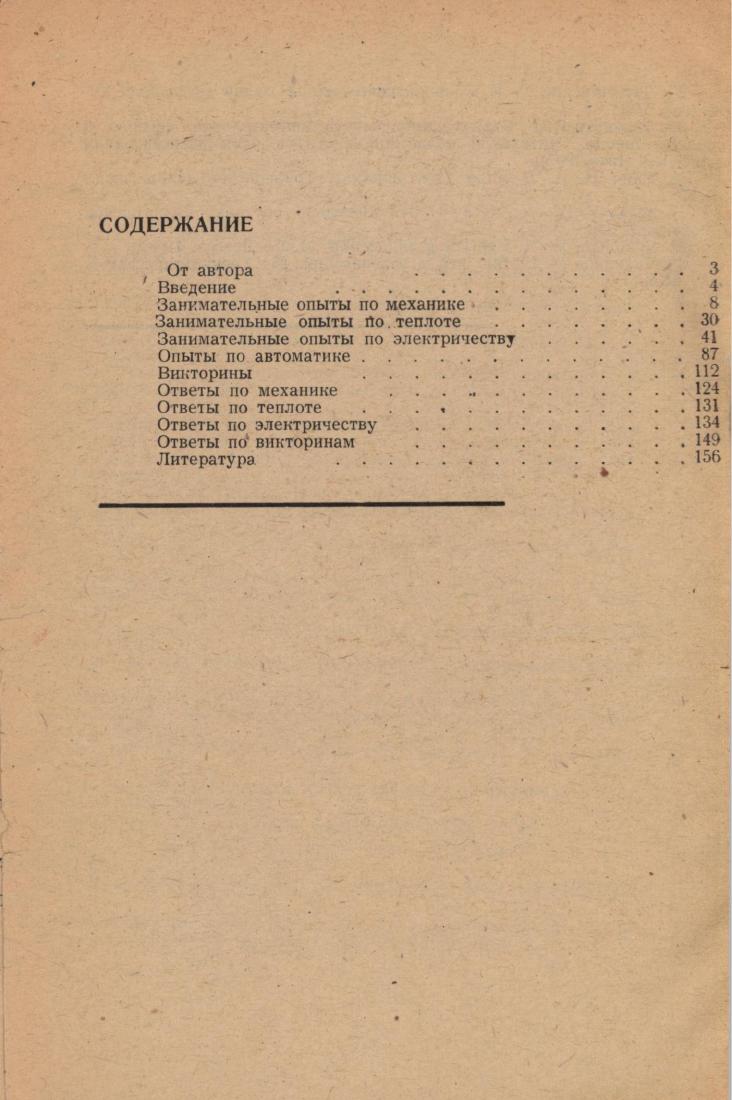 СОДЕРЖАНИЕ
От автора . . . . . . . . . . . 3
Введение . . . . . . . . . . . . . . 4
Занимательные опыты по механике . . . . . . . . 8
Занимательные опыты по теплоте . . . . . . . . 30
Занимательные опыты по электричеству . . . . . . 41
Опыты по автоматике . . . . . . . . . . . . . 87
Викторины . . . . . . . . . . . . . 112
Ответы по механике . . . . . . . . . . . . 124
Ответы по теплоте . . . . . . . . . . . . . 131
Ответы по электричеству . . . . . . . . . . . 134
Ответы по викторинам . . . . . . . . . . . 149
Литература . . . . . . . . . . . . . . 156